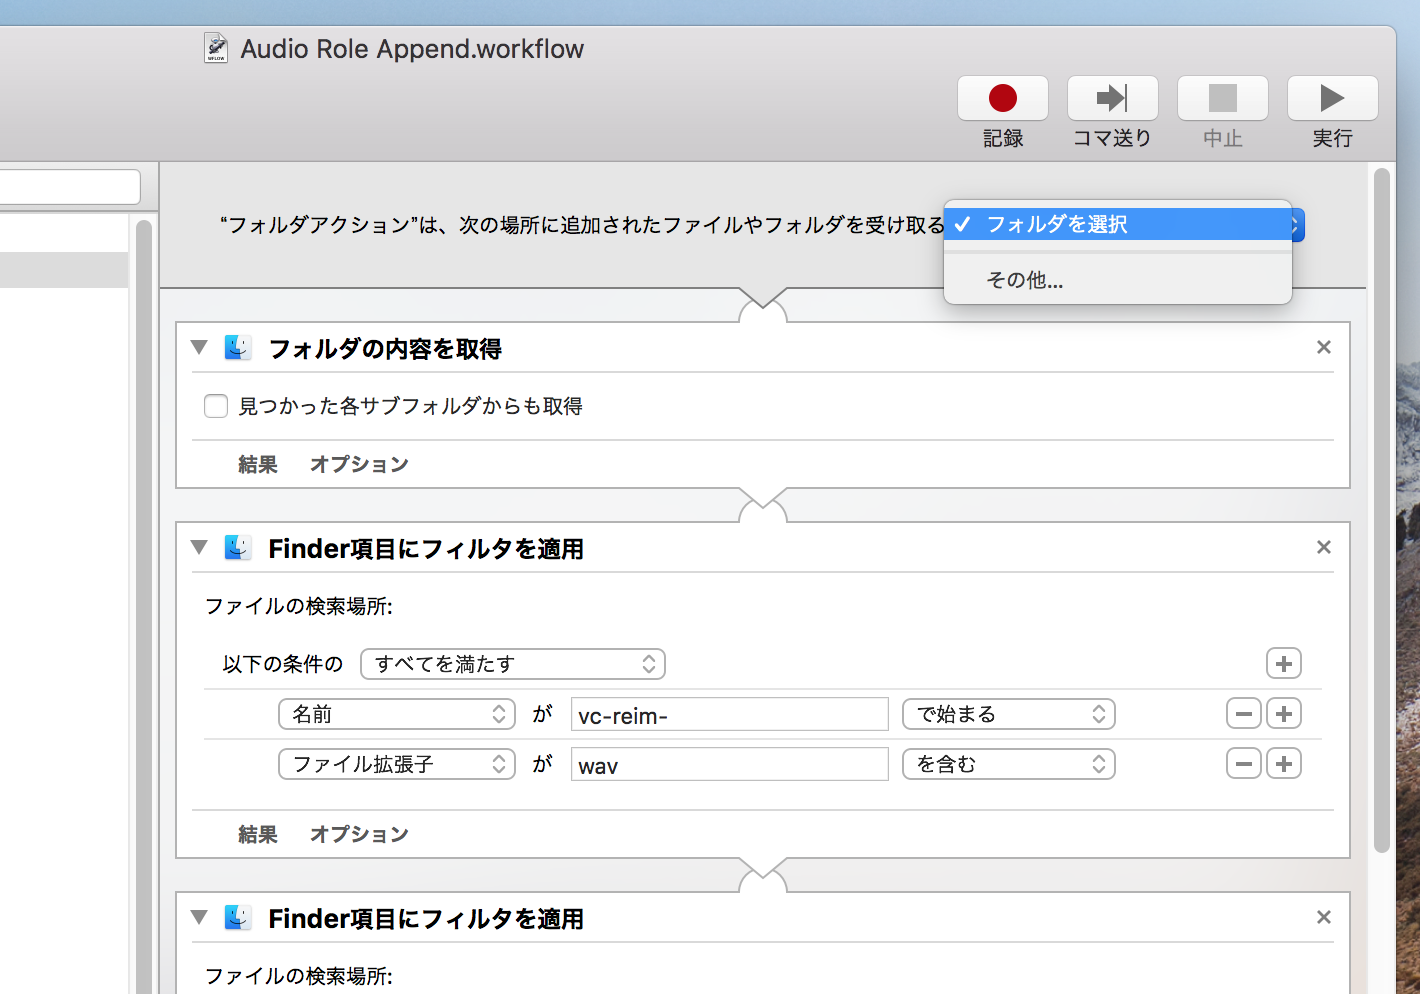 Audio Role Append.workflow
記録 コマ送り 中止 実行
“フォルダアクション”は、次の場所に追加されたファイルやフォルダを受け取る
✓ フォルダを選択
その他...
フォルダの内容を取得
見つかった各サブフォルダからも取得
結果 オプション
Finder項目にフィルタを適用
ファイルの検索場所:
以下の条件の すべてを満たす
名前 が vc-reim- で始まる
ファイル拡張子 が wav を含む
結果 オプション
Finder項目にフィルタを適用
ファイルの検索場所: